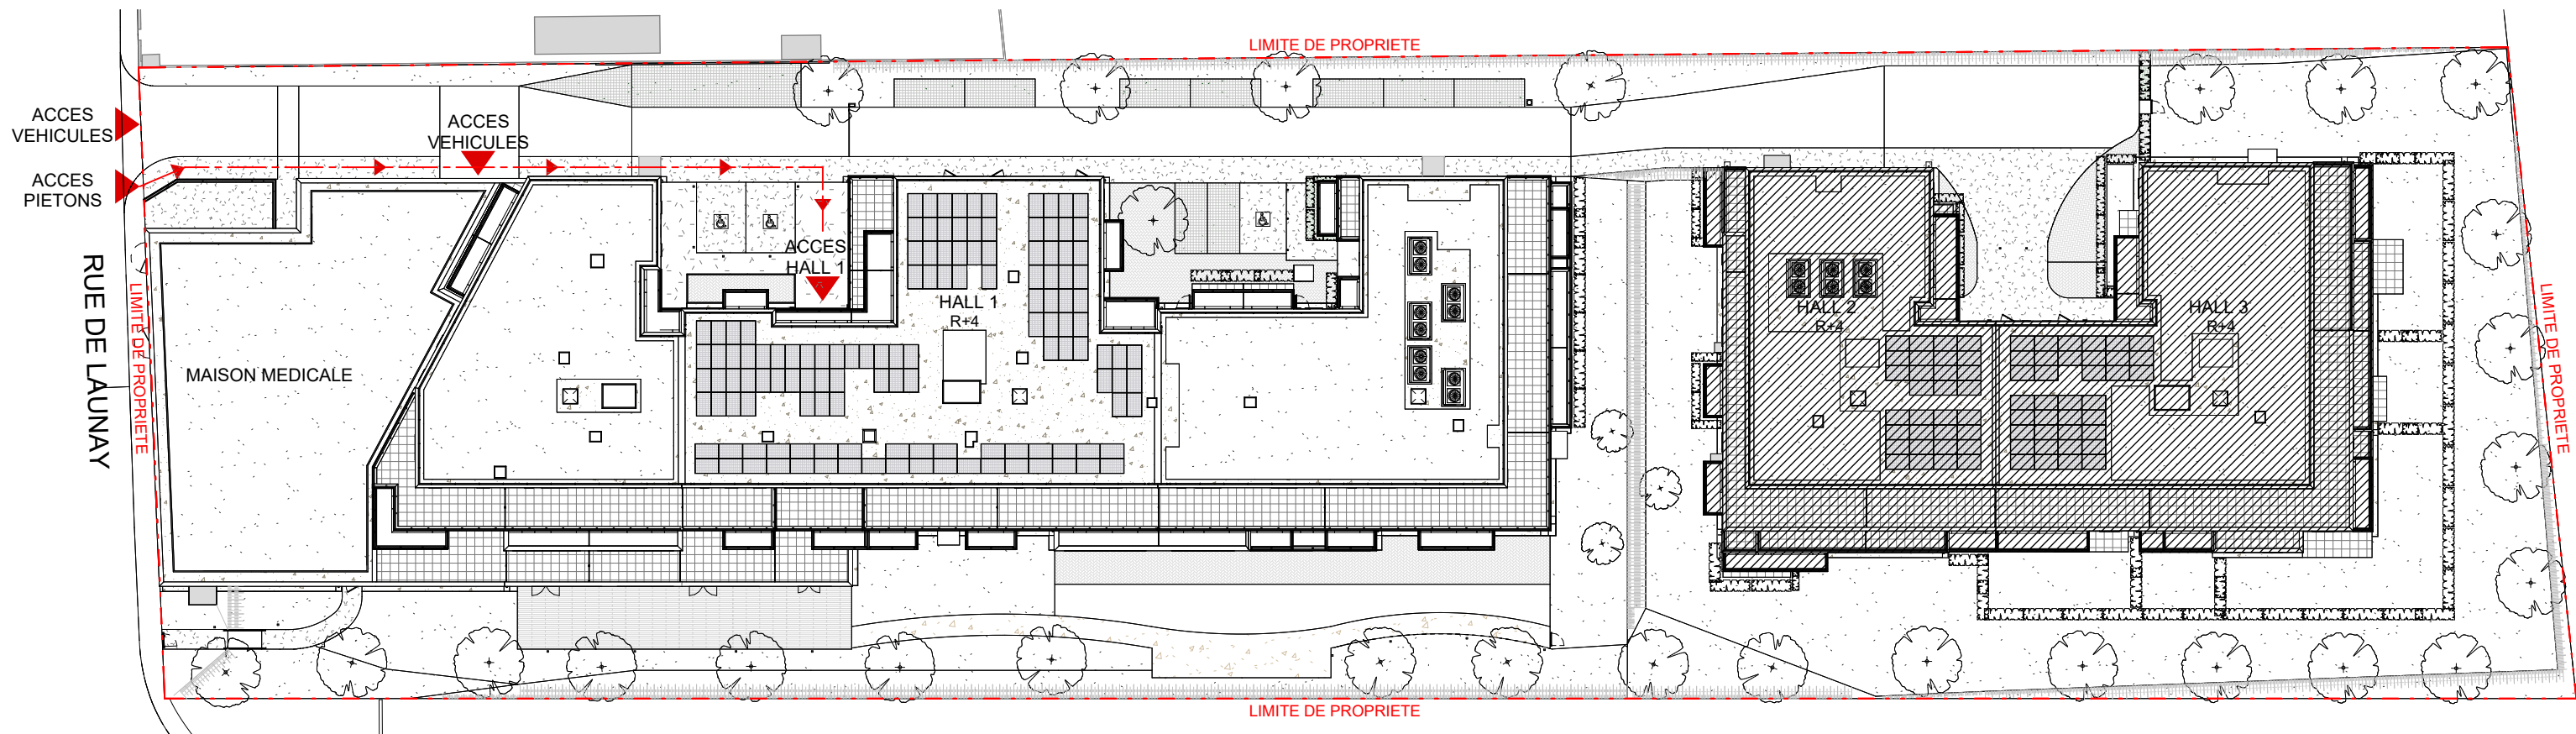 LIMITE DE PROPRIETE
ACCES
VEHICULES
ACCES
VEHICULES
ACCES
PIETONS
ACCES
HALL 1
RUE DE LAUNAY
LIMITE DE PROPRIETE
MAISON MEDICALE
HALL 1
R+4
HALL 2
R+4
HALL 3
R+4
LIMITE DE PROPRIETE
LIMITE DE PROPRIETE